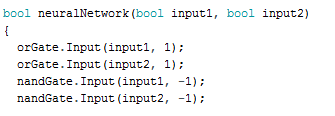 bool neuralNetwork(bool input1, bool input2)
{
  orGate.Input(input1, 1);
  orGate.Input(input2, 1);
  nandGate.Input(input1, -1);
  nandGate.Input(input2, -1);